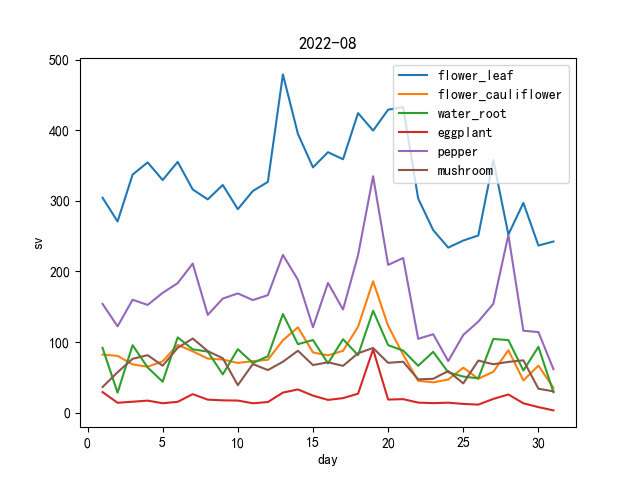 2022-08
500
400
300
200
100
0
sv
0
5
10
15
20
25
30
day
flower_leaf
flower_cauliflower
water_root
eggplant
pepper
mushroom